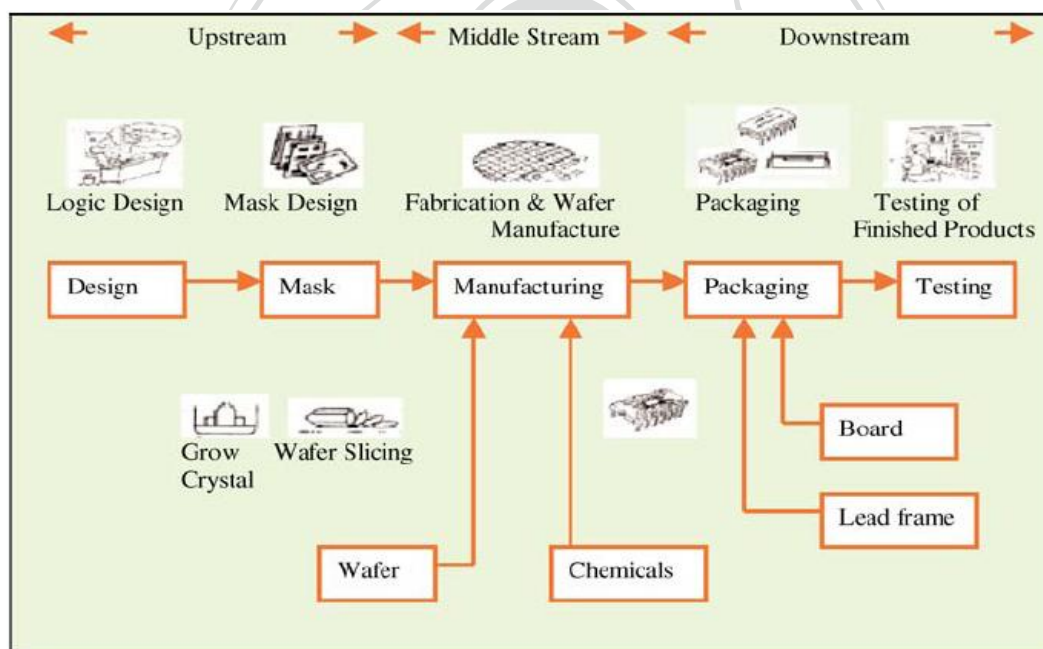 Upstream
Middle Stream
Downstream
Logic Design
Mask Design
Fabrication & Wafer
Manufacture
Packaging
Testing of
Finished Products
Design
Mask
Manufacturing
Packaging
Testing
Grow
Crystal
Wafer Slicing
Board
Lead frame
Wafer
Chemicals